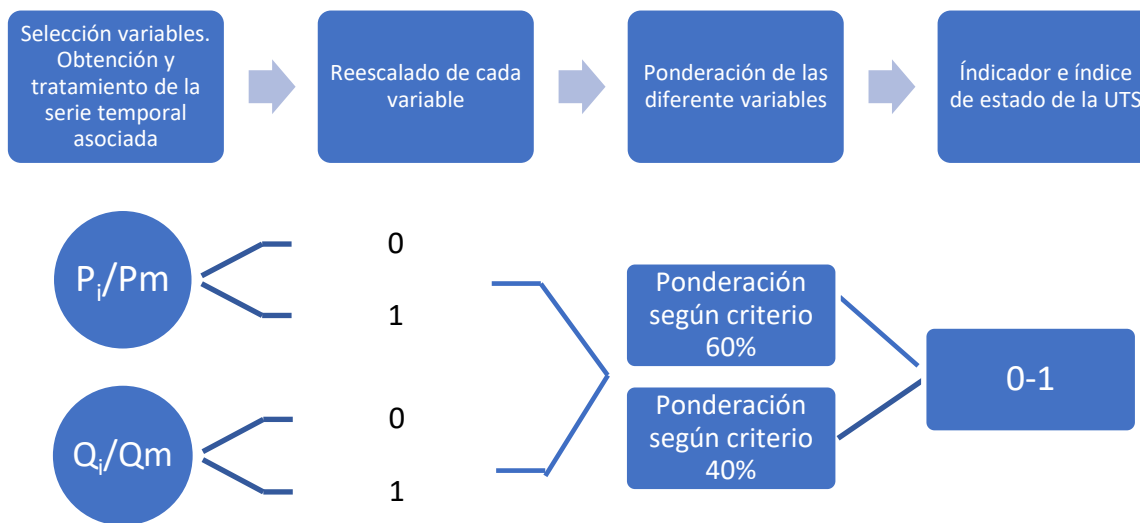 Selección variables.
Obtención y
tratamiento de la
serie temporal
asociada
Reescalado de cada
variable
Ponderación de las
diferente variables
Índicador e índice
de estado de la UTS
Pi/Pm
0
1
Qi/Qm
0
1
Ponderación
según criterio
60%
Ponderación
según criterio
40%
0-1